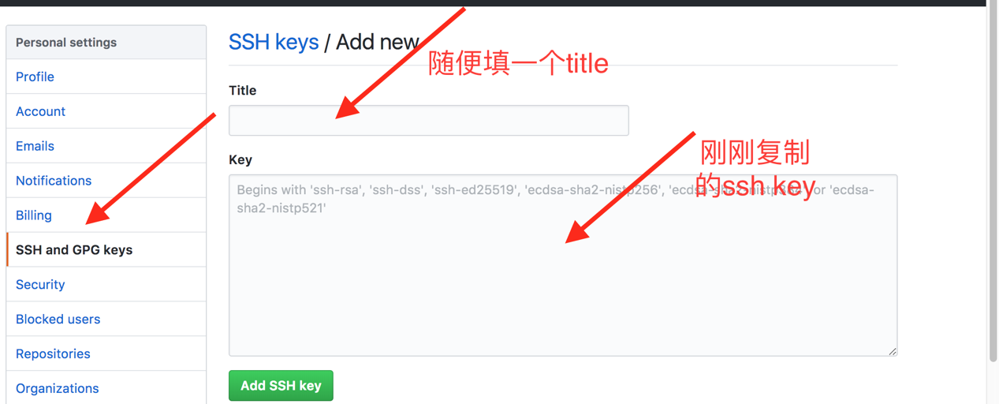 Personal settings
Profile
Account
Emails
Notifications
Billing
SSH and GPG keys
Security
Blocked users
Repositories
Organizations
SSH keys / Add new
随便填一个title
Title
Key
刚刚复制
的ssh key
Begins with 'ssh-rsa', 'ssh-dss', 'ssh-ed25519', 'ecdsa-sha2-nistp256', 'ecdsa-sha2-nistp384', or 'ecdsa-
sha2-nistp521'
Add SSH key